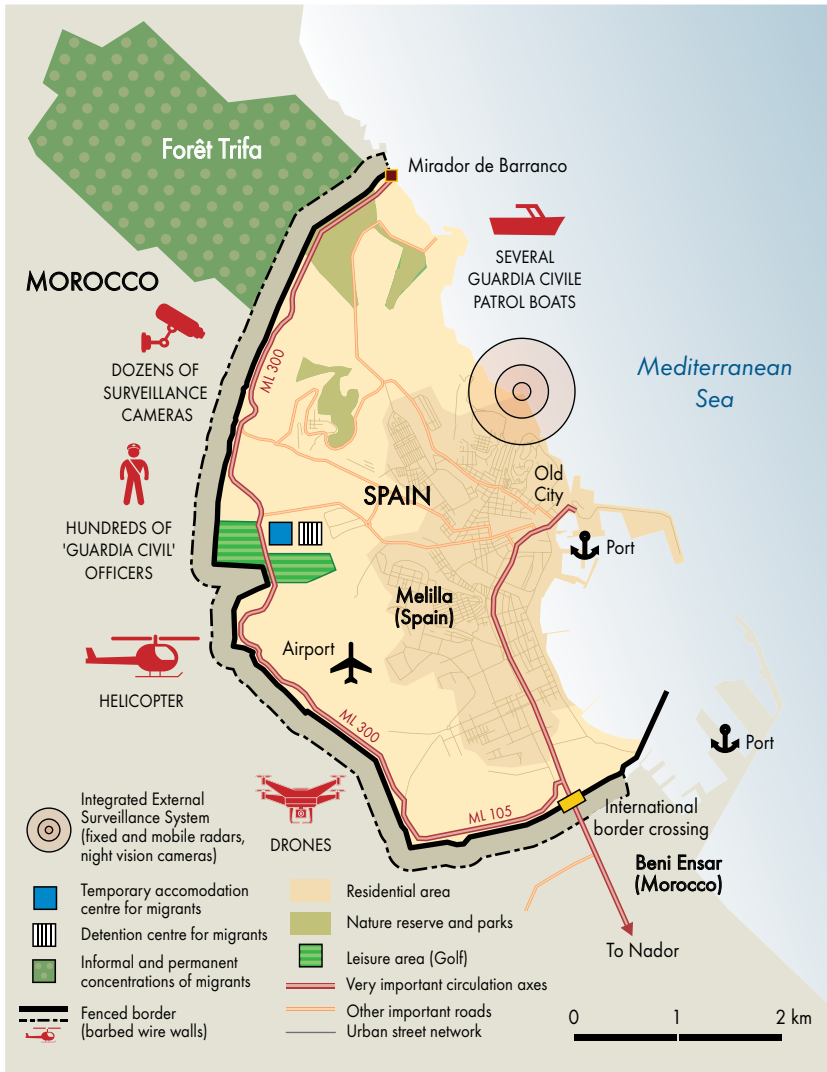 Forêt Trifa
Mirador de Barranco
SEVERAL
GUARDIA CIVILE
PATROL BOATS
MOROCCO
DOZENS OF
SURVEILLANCE
CAMERAS
ML 300
Mediterranean
Sea
HUNDREDS OF
'GUARDIA CIVIL'
OFFICERS
SPAIN
Old
City
Port
Melilla
(Spain)
Airport
HELICOPTER
ML 300
Port
DRONES
ML 105
International
border crossing
Beni Ensar
(Morocco)
To Nador
Integrated External
Surveillance System
(fixed and mobile radars,
night vision cameras)
Temporary accomodation
centre for migrants
Detention centre for migrants
Informal and permanent
concentrations of migrants
Fenced border
(barbed wire walls)
Residential area
Nature reserve and parks
Leisure area (Golf)
Very important circulation axes
Other important roads
Urban street network
0 1 2 km